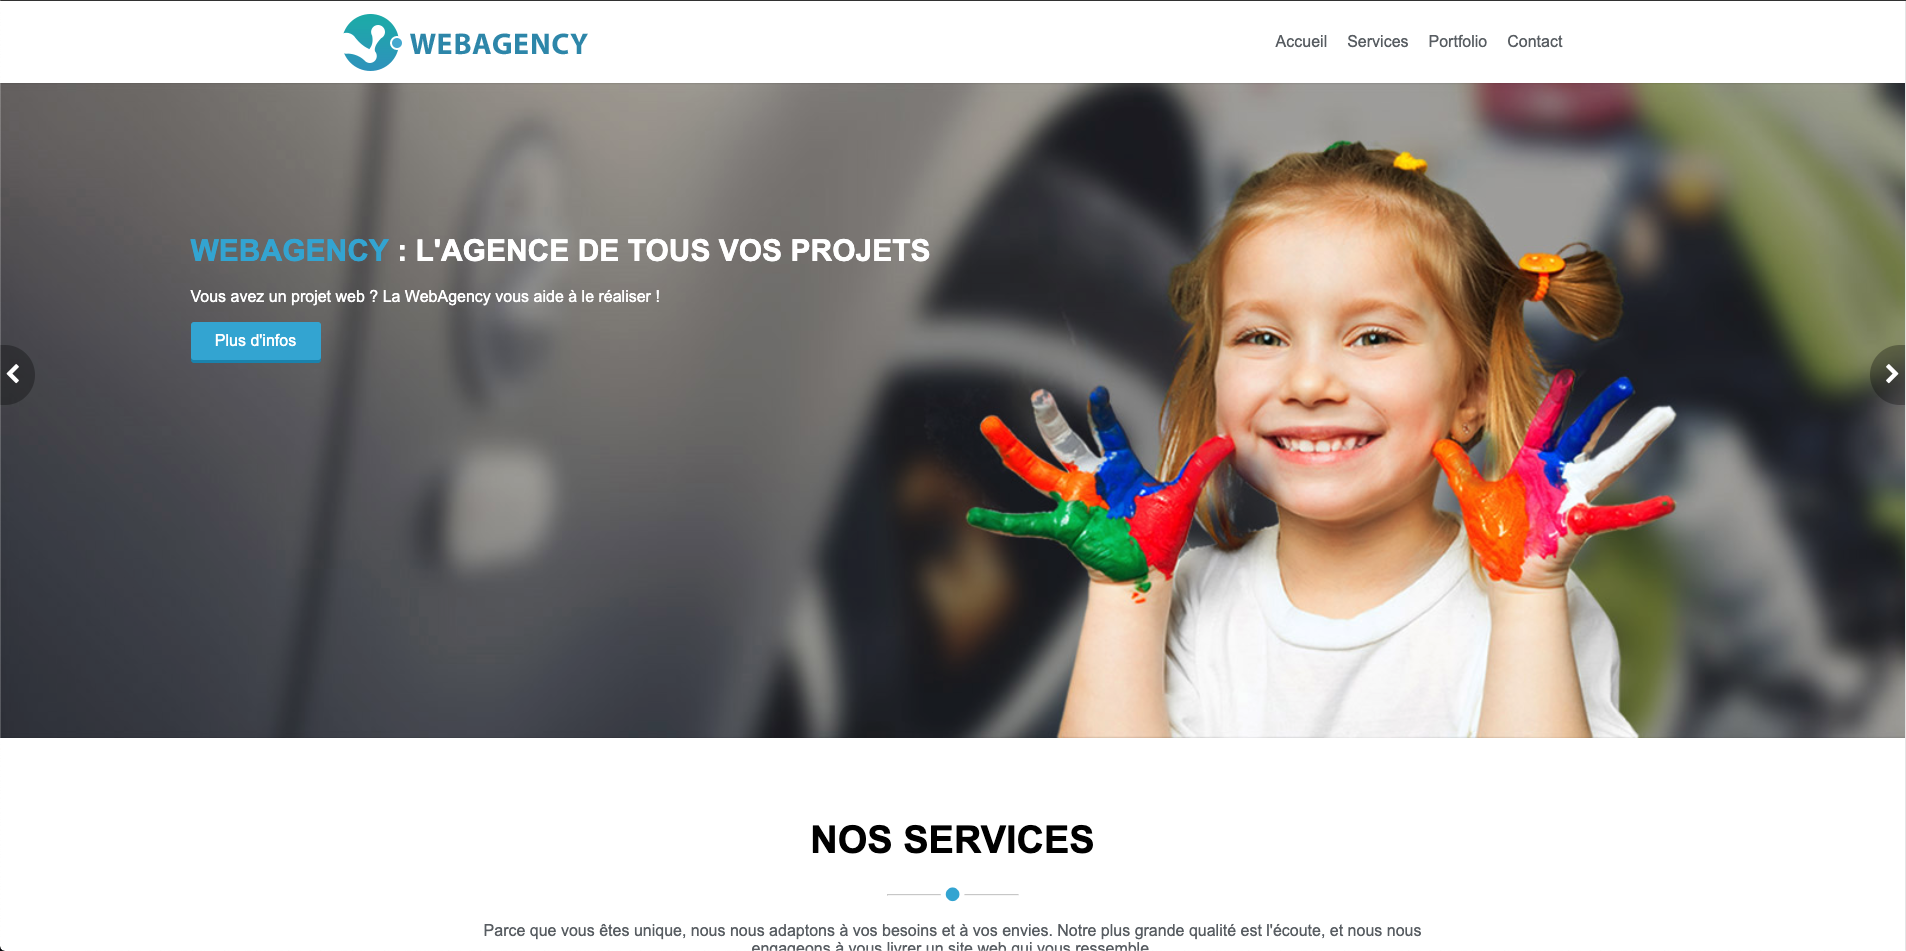 WEBAGENCY
Accueil Services Portfolio Contact
WEBAGENCY : L'AGENCE DE TOUS VOS PROJETS
Vous avez un projet web ? La WebAgency vous aide à le réaliser !
Plus d'infos
NOS SERVICES
Parce que vous êtes unique, nous nous adaptons à vos besoins et à vos envies. Notre plus grande qualité est l'écoute, et nous nous
engageons à vous livrer un site web qui vous ressemble.